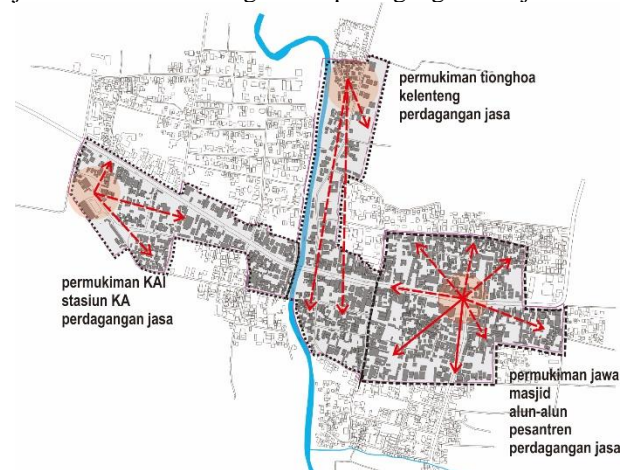 permukiman tionghoa
kelenteng
perdagangan jasa
permukiman KAI
stasiun KA
perdagangan jasa
permukiman jawa
masjid
alun-alun
pesantren
perdagangan jasa